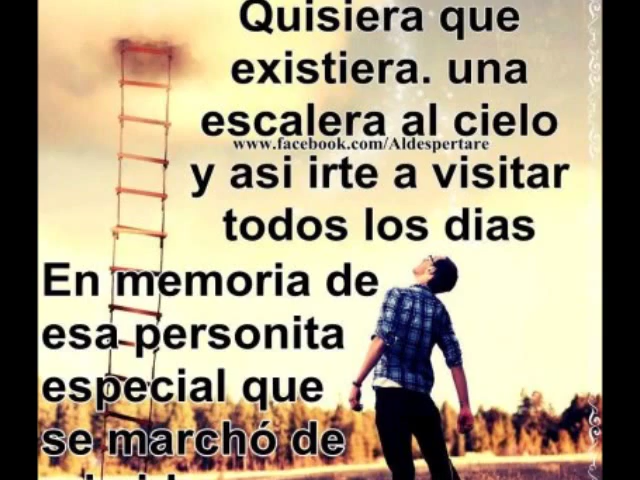 Quisiera que
existiera. una
escalera al cielo
www.facebook.com/Aldespertare
y asi irte a visitar
todos los dias
En memoria de
esa personita
especial que
se marchó de